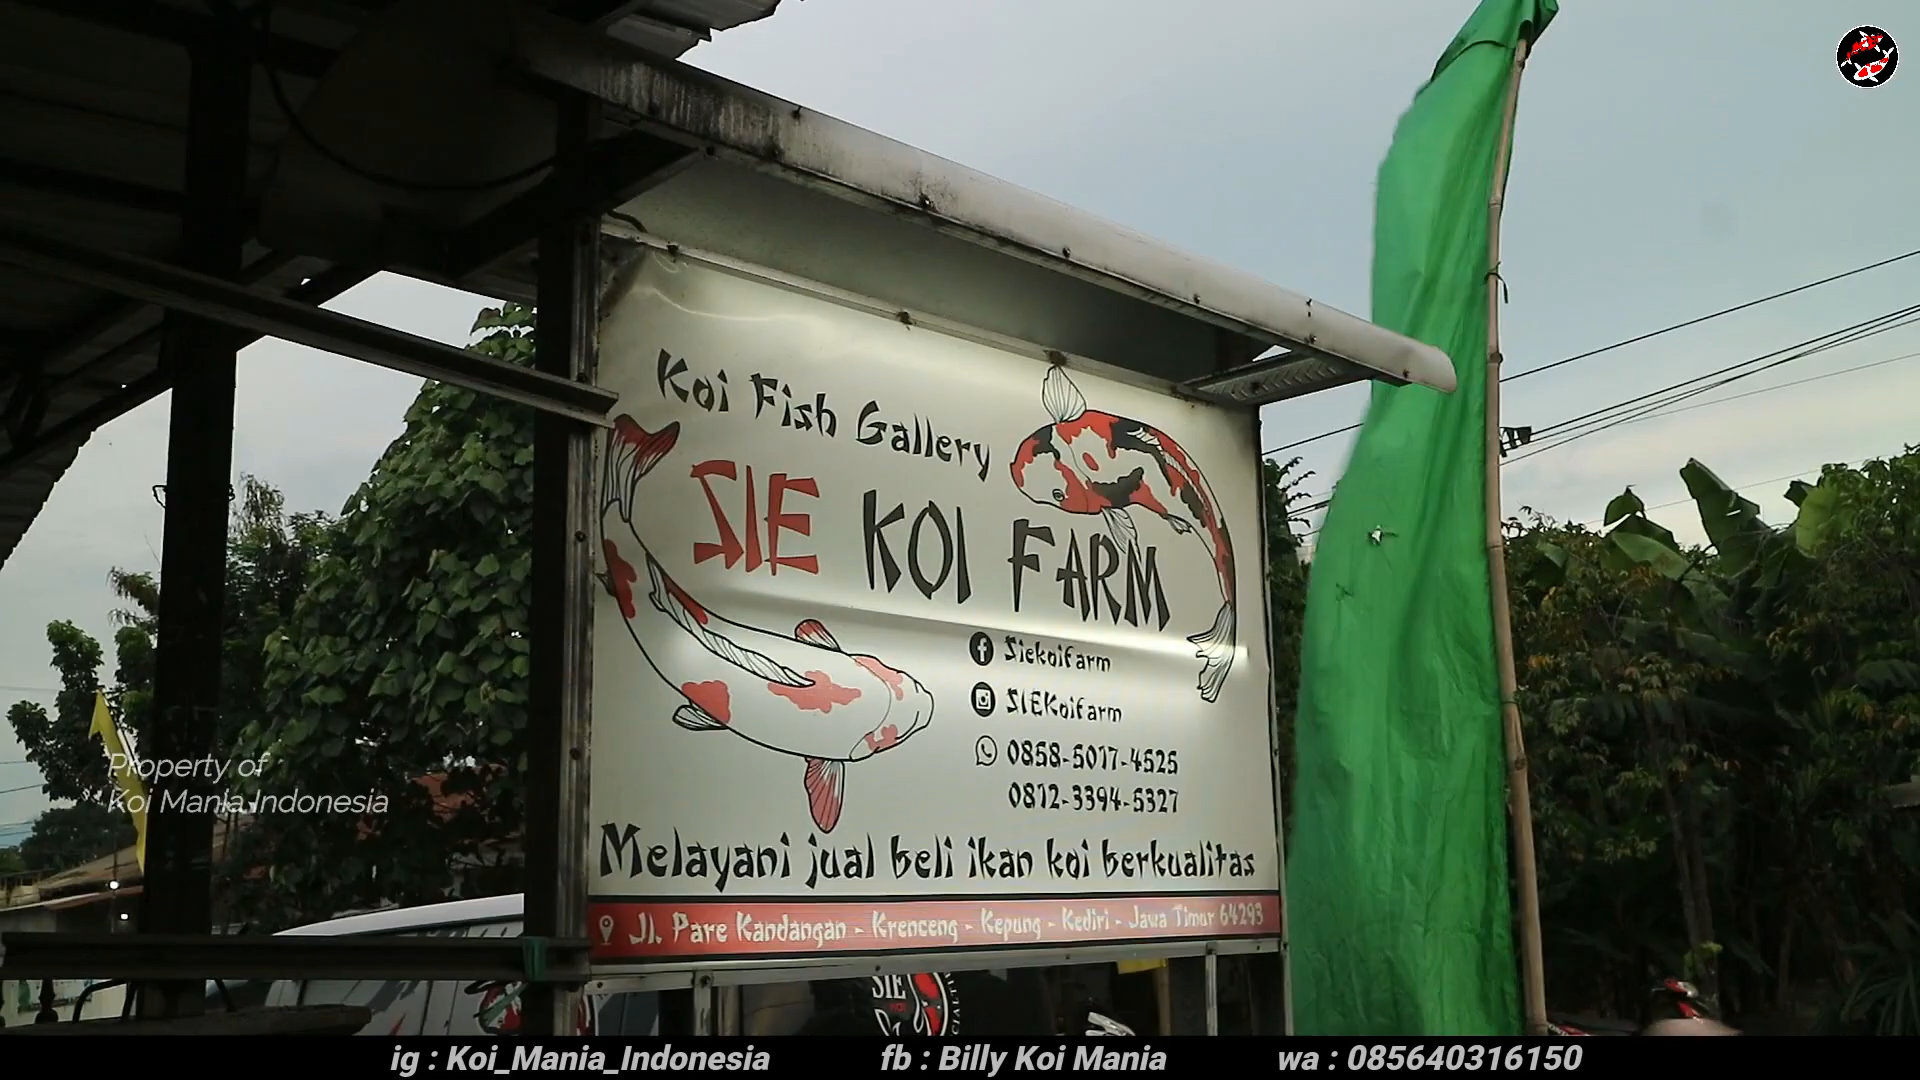 Koi Fish Gallery
SIE KOI FARM
Siekoifarm
SIEKoifarm
0858-5017-4525
0812-3394-5327
Melayani jual beli ikan koi berkualitas
Jl. Pare Kandangan - Krenceng - Kepung - Kediri - Jawa Timur 64293
Property of
Koi Mania Indonesia
SIE
ig : Koi_Mania_Indonesia fb : Billy Koi Mania wa : 085640316150